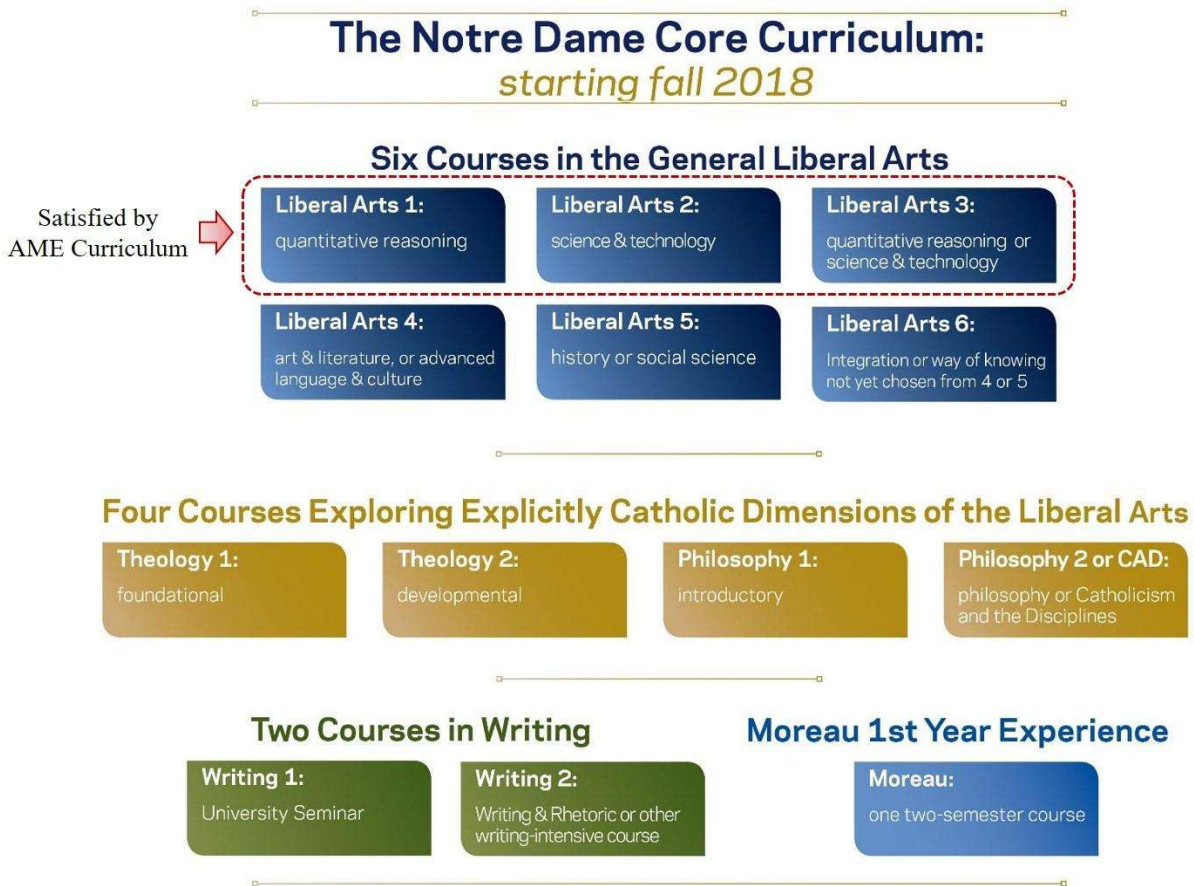 The Notre Dame Core Curriculum:
starting fall 2018
Six Courses in the General Liberal Arts
Satisfied by
AME Curriculum
Liberal Arts 1:
quantitative reasoning
Liberal Arts 2:
science & technology
Liberal Arts 3:
quantitative reasoning or
science & technology
Liberal Arts 4:
art & literature, or advanced
language & culture
Liberal Arts 5:
history or social science
Liberal Arts 6:
Integration or way of knowing
not yet chosen from 4 or 5
Four Courses Exploring Explicitly Catholic Dimensions of the Liberal Arts
Theology 1:
foundational
Theology 2:
developmental
Philosophy 1:
introductory
Philosophy 2 or CAD:
philosophy or Catholicism
and the Disciplines
Two Courses in Writing
Writing 1:
University Seminar
Writing 2:
Writing & Rhetoric or other
writing-intensive course
Moreau 1st Year Experience
Moreau:
one two-semester course